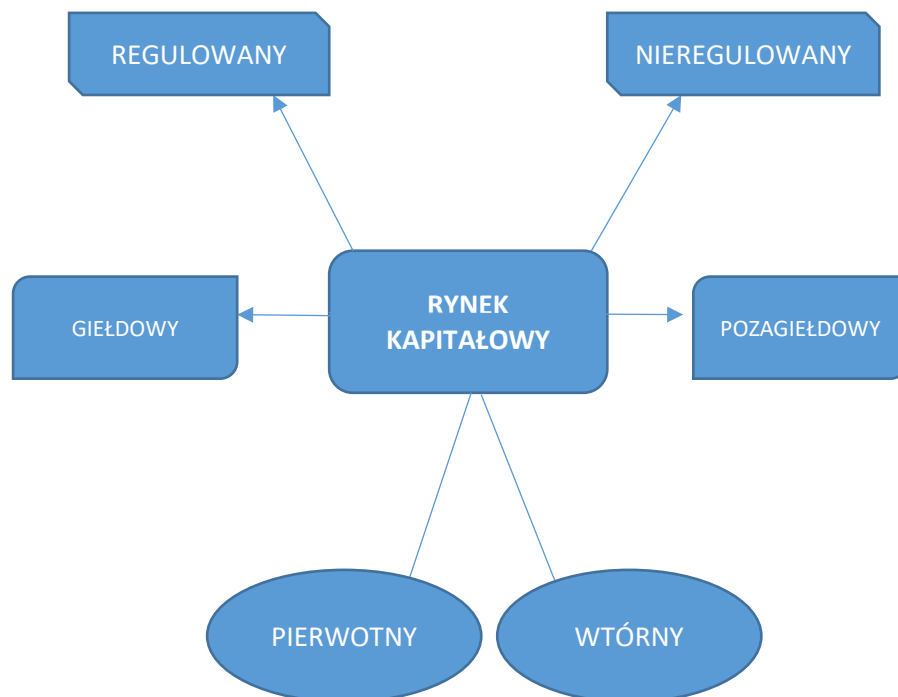 REGULOWANY
NIEREGULOWANY
GIEŁDOWY
RYNEK
KAPITAŁOWY
POZAGIEŁDOWY
PIERWOTNY
WTÓRNY